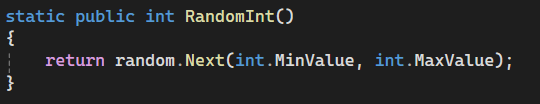 static public int RandomInt()
{
    return random.Next(int.MinValue, int.MaxValue);
}